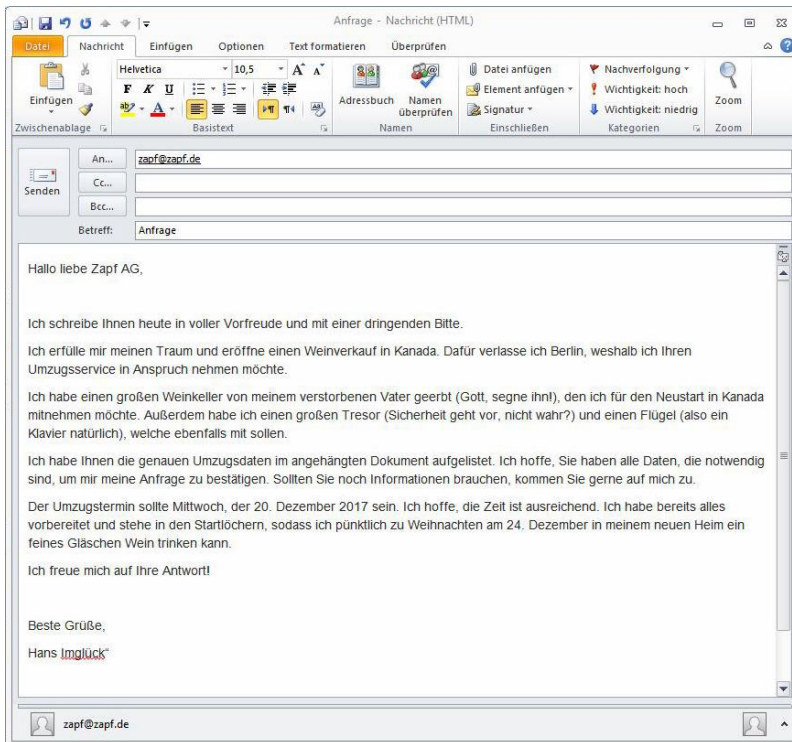 Anfrage - Nachricht (HTML)
Datei Nachricht Einfügen Optionen Text formatieren Überprüfen
Einfügen
Zwischenablage
Helvetica 10,5 A A
F K U
ab A
Basistext
Adressbuch Namen überprüfen
Namen
Datei anfügen
Element anfügen
Signatur
Einschließen
Nachverfolgung
Wichtigkeit: hoch
Wichtigkeit: niedrig
Kategorien
Zoom
Zoom
Senden
An... zapf@zapf.de
Cc...
Bcc...
Betreff: Anfrage
Hallo liebe Zapf AG,
Ich schreibe Ihnen heute in voller Vorfreude und mit einer dringenden Bitte.
Ich erfülle mir meinen Traum und eröffne einen Weinverkauf in Kanada. Dafür verlasse ich Berlin, weshalb ich Ihren
Umzugsservice in Anspruch nehmen möchte.
Ich habe einen großen Weinkeller von meinem verstorbenen Vater geerbt (Gott, segne ihn!), den ich für den Neustart in Kanada
mitnehmen möchte. Außerdem habe ich einen großen Tresor (Sicherheit geht vor, nicht wahr?) und einen Flügel (also ein
Klavier natürlich), welche ebenfalls mit sollen.
Ich habe Ihnen die genauen Umzugsdaten im angehängten Dokument aufgelistet. Ich hoffe, Sie haben alle Daten, die notwendig
sind, um mir meine Anfrage zu bestätigen. Sollten Sie noch Informationen brauchen, kommen Sie gerne auf mich zu.
Der Umzugstermin sollte Mittwoch, der 20. Dezember 2017 sein. Ich hoffe, die Zeit ist ausreichend. Ich habe bereits alles
vorbereitet und stehe in den Startlöchern, sodass ich pünktlich zu Weihnachten am 24. Dezember in meinem neuen Heim ein
feines Gläschen Wein trinken kann.
Ich freue mich auf Ihre Antwort!
Beste Grüße,
Hans Imglück“
zapf@zapf.de